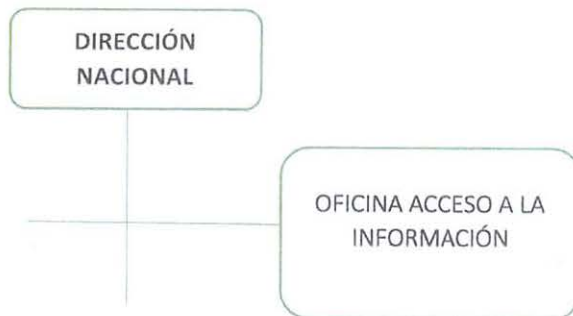 DIRECCIÓN
NACIONAL
OFICINA ACCESO A LA
INFORMACIÓN